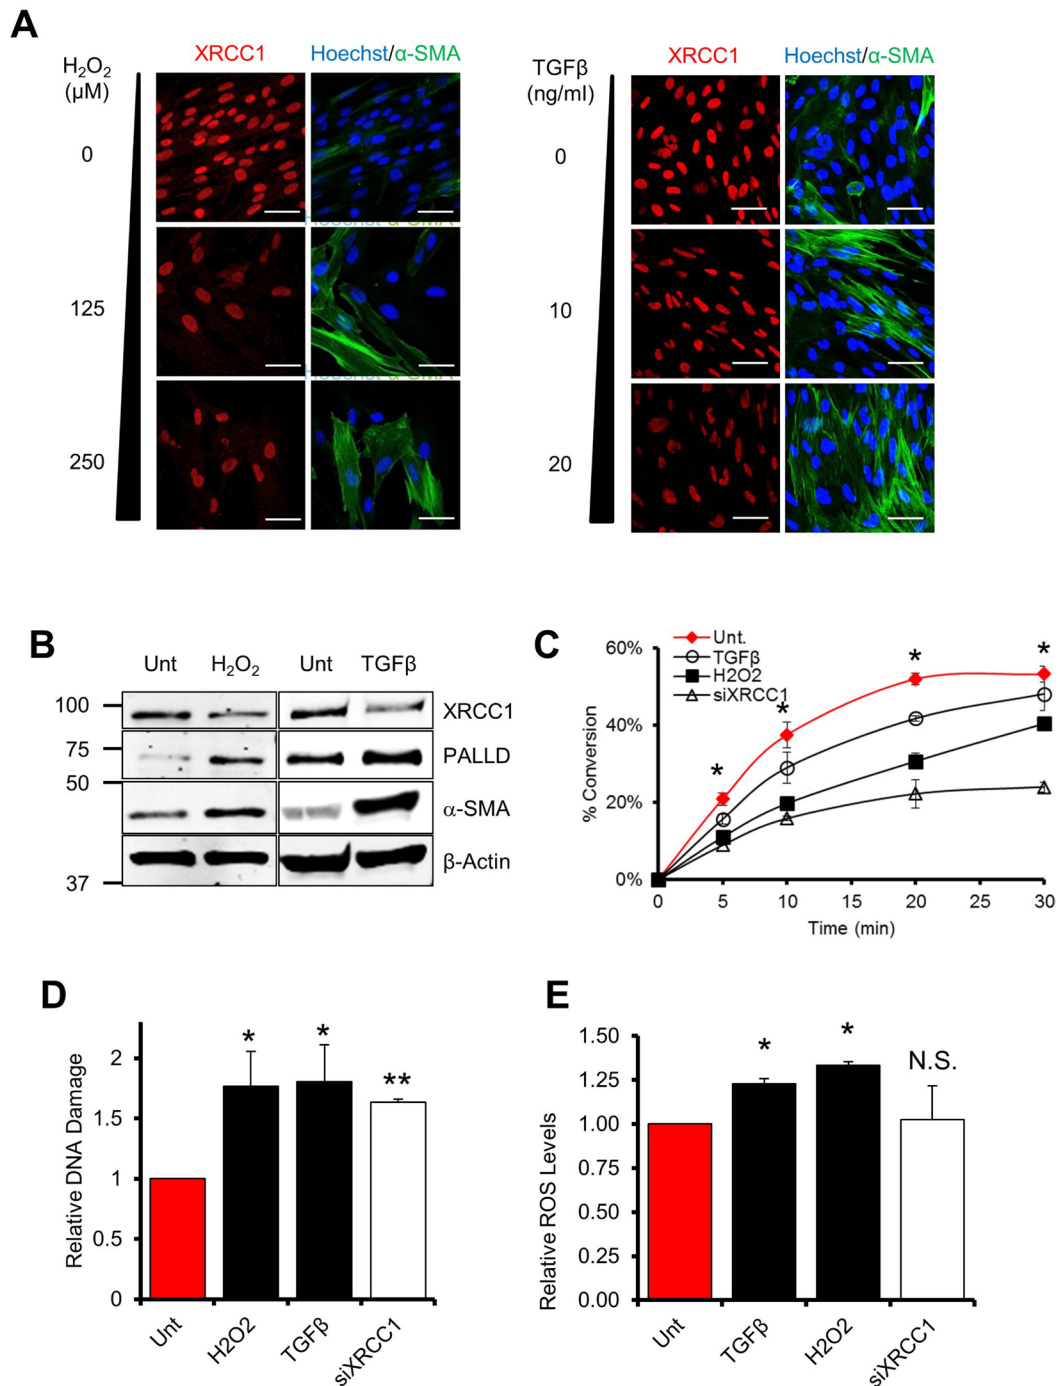 A
XRCC1 Hoechst/α-SMA
H2O2
(μM)
0
125
250
XRCC1 Hoechst/α-SMA
TGFβ
(ng/ml)
0
10
20
B
Unt H2O2 Unt TGFβ
100
75
50
37
XRCC1
PALLD
α-SMA
β-Actin
C
Unt.
TGFβ
H2O2
siXRCC1
60%
40%
20%
0%
% Conversion
* * * * *
0 5 10 15 20 25 30
Time (min)
D
Relative DNA Damage
2
1.5
1
0.5
0
* * **
Unt H2O2 TGFβ siXRCC1
E
Relative ROS Levels
1.50
1.25
1.00
0.75
0.50
0.25
0.00
* * N.S.
Unt TGFβ H2O2 siXRCC1